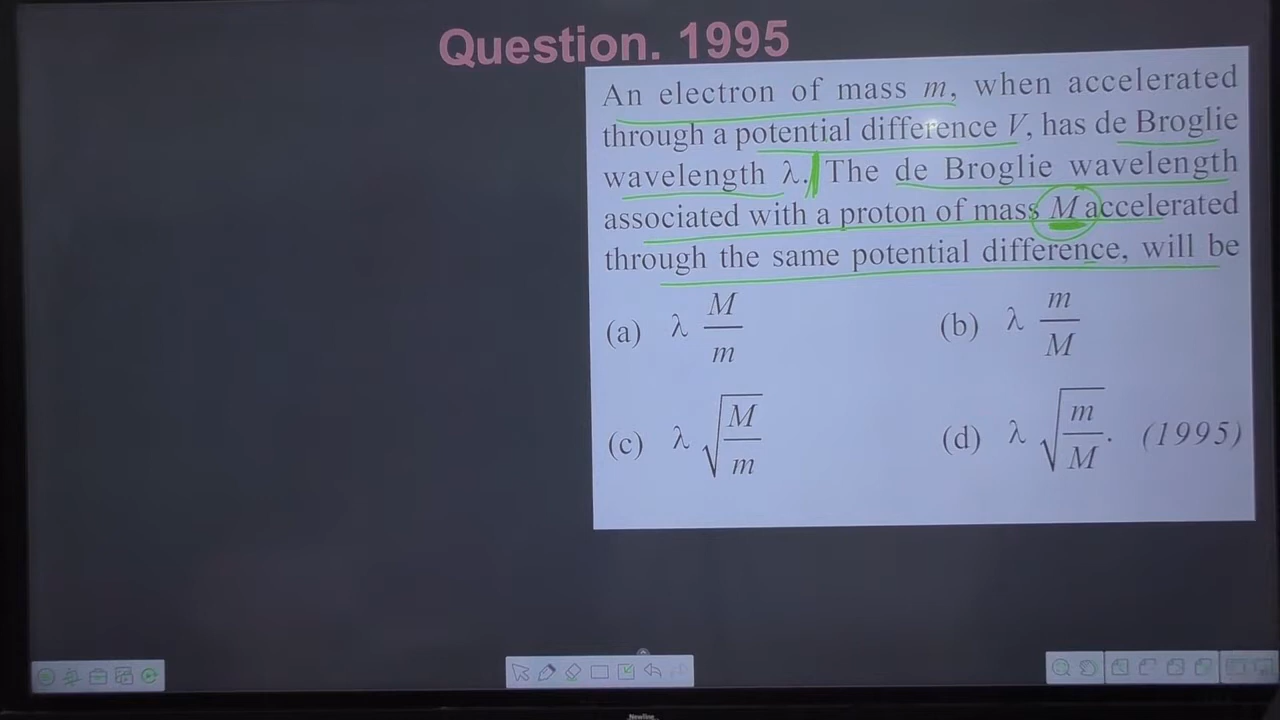 Question. 1995
An electron of mass m, when accelerated
through a potential difference V, has de Broglie
wavelength λ. The de Broglie wavelength
associated with a proton of mass M accelerated
through the same potential difference, will be
(a) λ M/m (b) λ m/M
(c) λ √(M/m) (d) λ √(m/M). (1995)
Newline